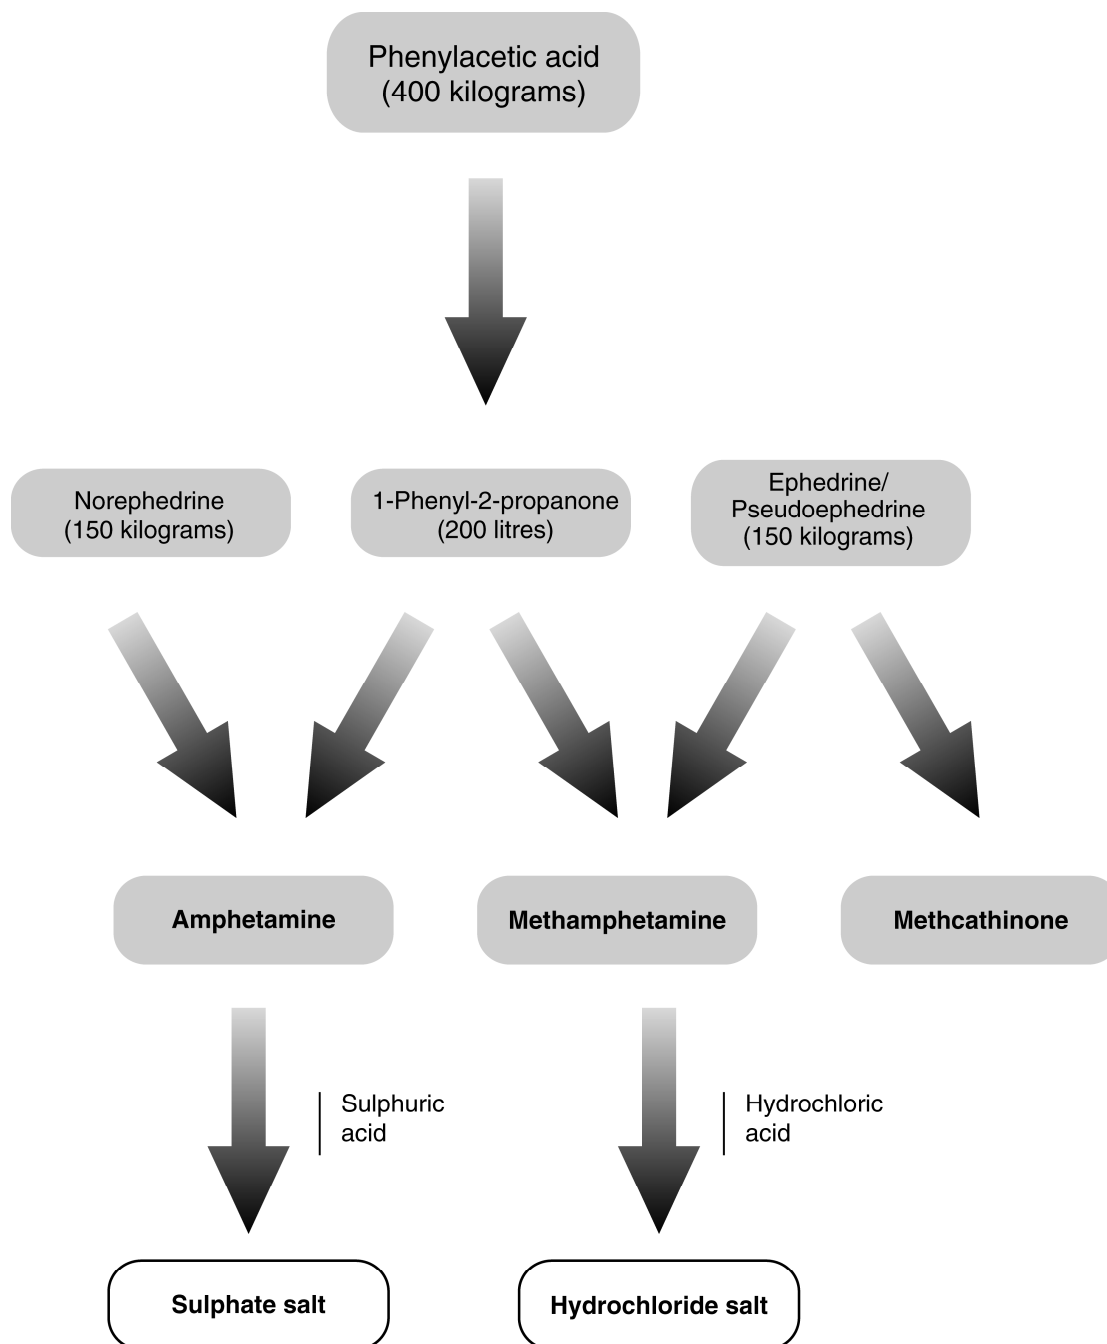 Phenylacetic acid
(400 kilograms)
Norephedrine
(150 kilograms)
1-Phenyl-2-propanone
(200 litres)
Ephedrine/
Pseudoephedrine
(150 kilograms)
Amphetamine
Methamphetamine
Methcathinone
Sulphuric
acid
Hydrochloric
acid
Sulphate salt
Hydrochloride salt